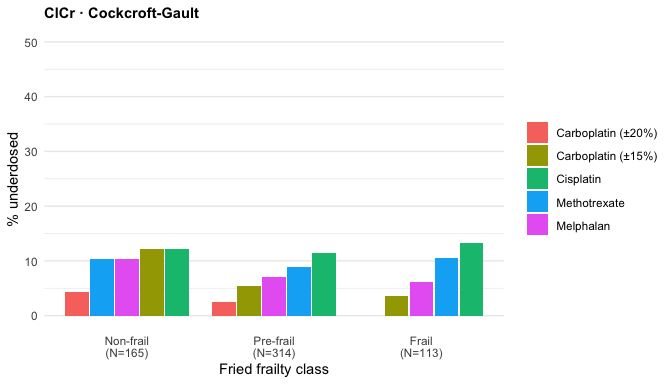 ClCr · Cockcroft-Gault
50
40
30
20
10
0
% underdosed
Non-frail
(N=165)
Pre-frail
(N=314)
Frail
(N=113)
Fried frailty class
Carboplatin (±20%)
Carboplatin (±15%)
Cisplatin
Methotrexate
Melphalan